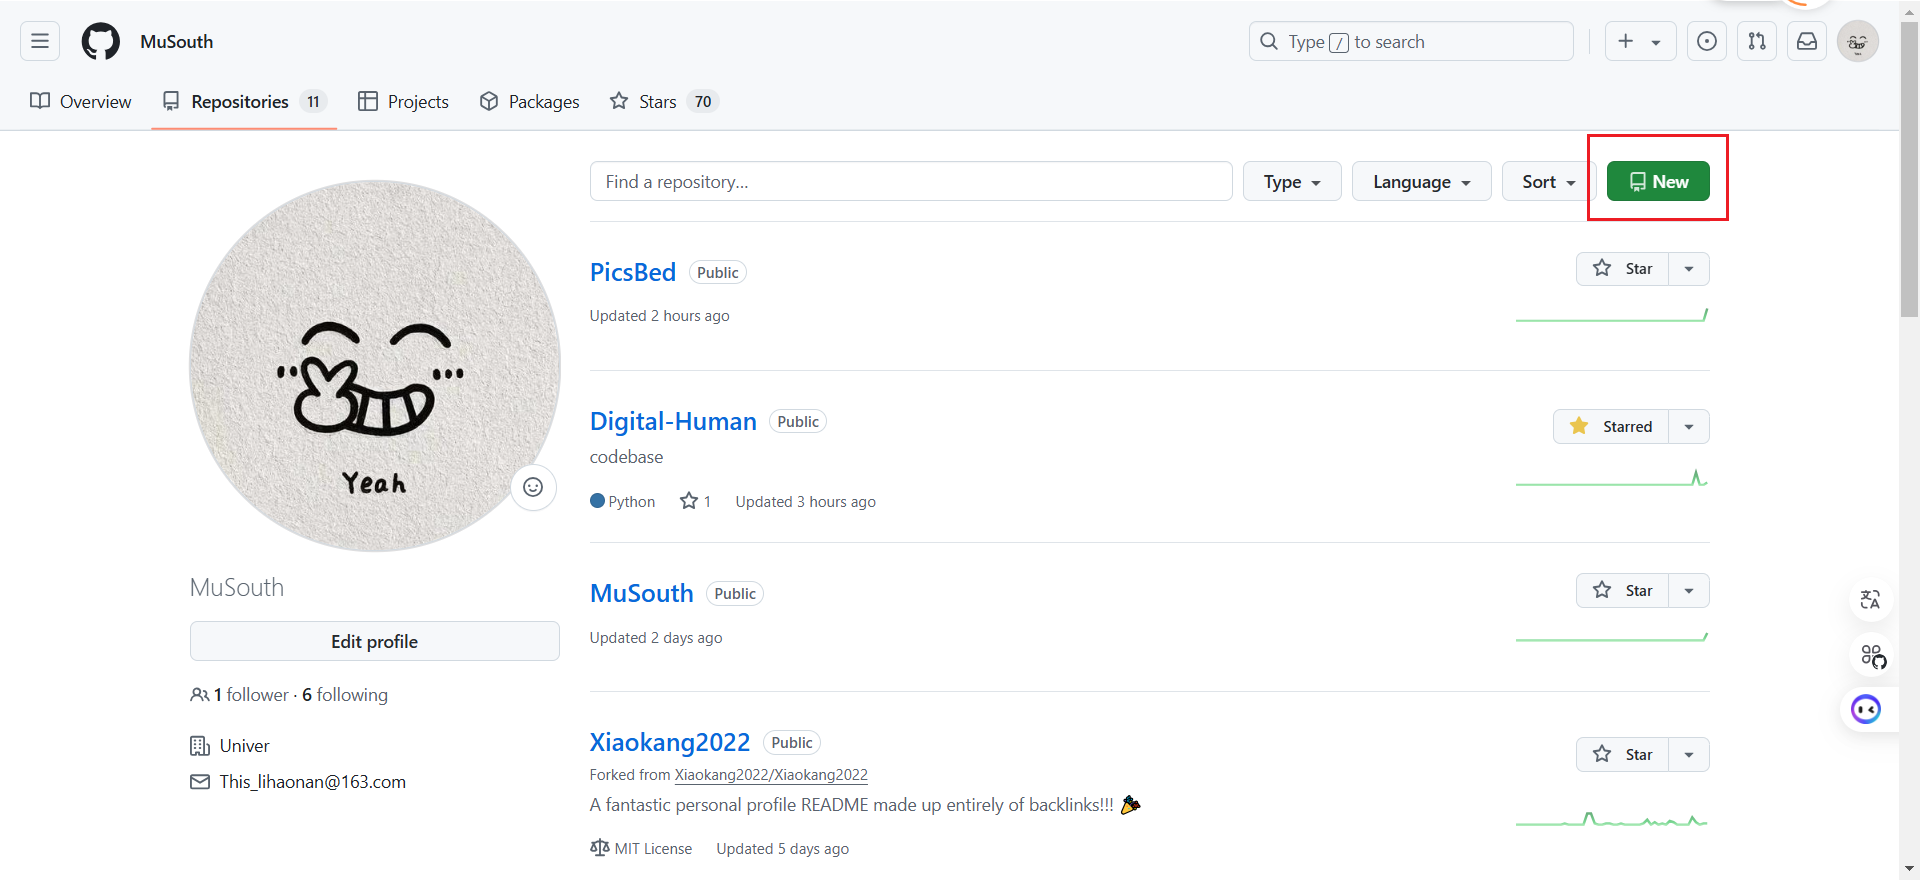 MuSouth
Type / to search
Overview
Repositories 11
Projects
Packages
Stars 70
Find a repository...
Type
Language
Sort
New
Yeah
MuSouth
Edit profile
1 follower · 6 following
Univer
This_lihaonan@163.com
PicsBed Public
Star
Updated 2 hours ago
Digital-Human Public
Starred
codebase
Python 1 Updated 3 hours ago
MuSouth Public
Star
Updated 2 days ago
Xiaokang2022 Public
Star
Forked from Xiaokang2022/Xiaokang2022
A fantastic personal profile README made up entirely of backlinks!!! 🎉
MIT License Updated 5 days ago